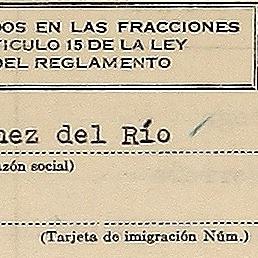 DOS EN LAS FRACCIONES
TICULO 15 DE LA LEY
DEL REGLAMENTO
nez del Río
azón social)
(Tarjeta de imigración Núm.)